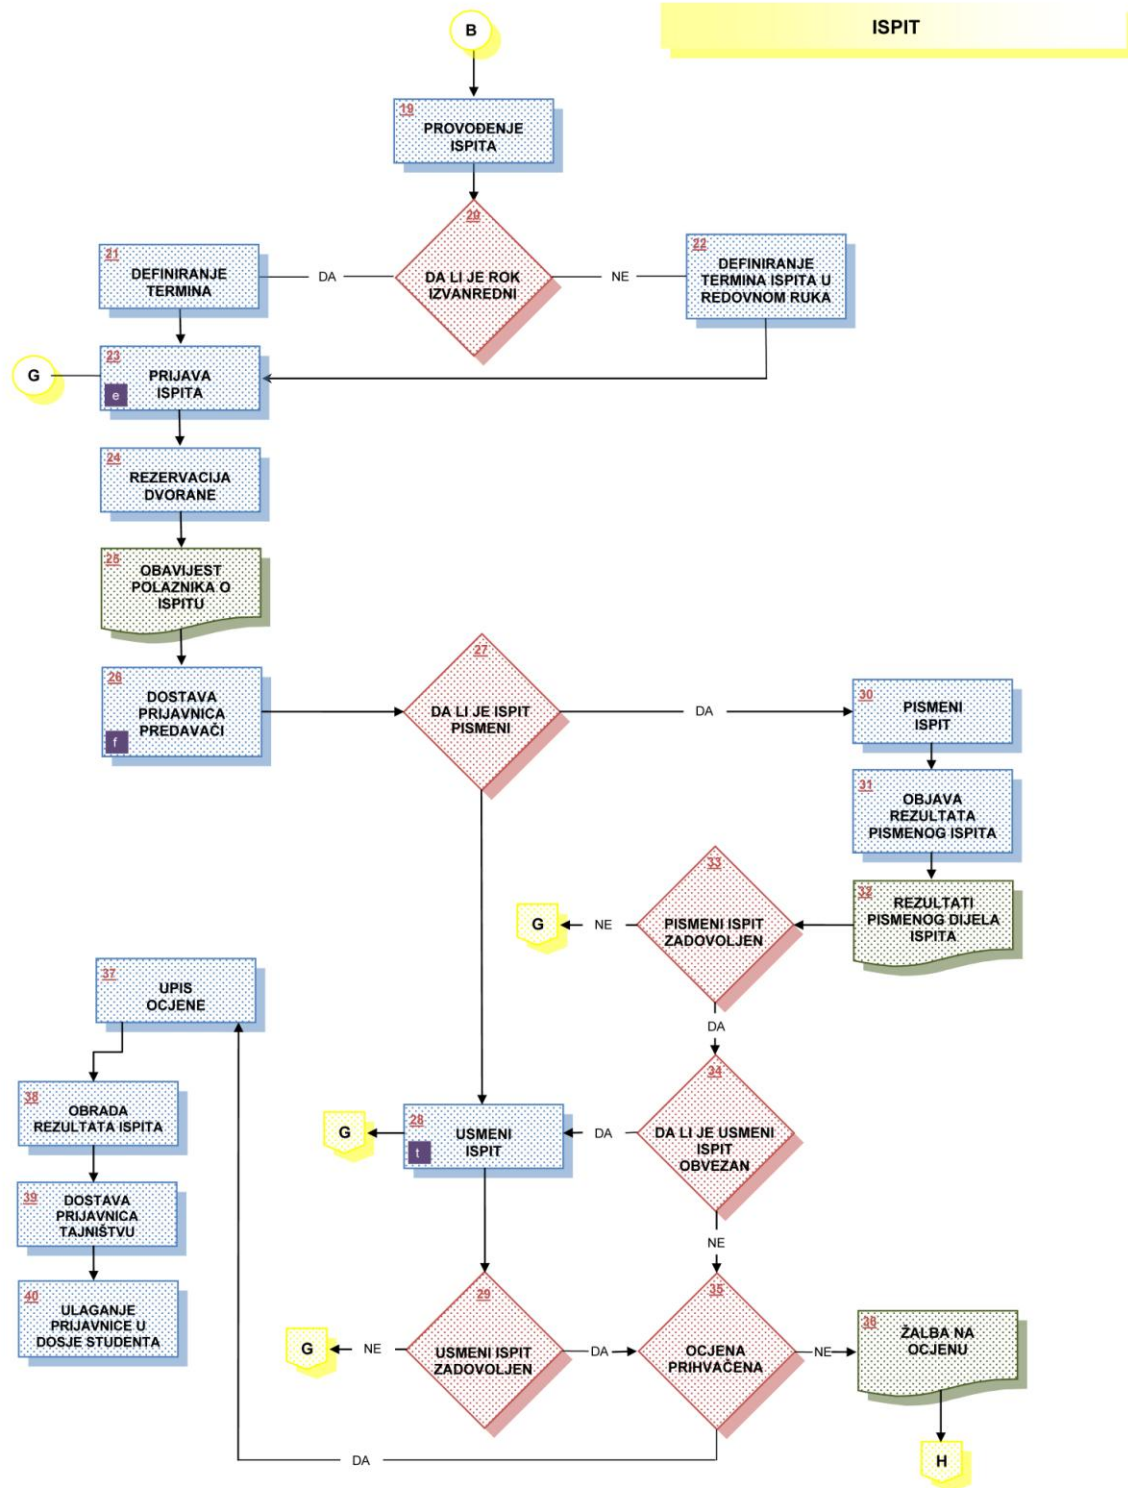 ISPIT
B
19
PROVOĐENJE
ISPITA
20
DA LI JE ROK
IZVANREDNI
DA
NE
21
DEFINIRANJE
TERMINA
22
DEFINIRANJE
TERMINA ISPITA U
REDOVNOM RUKA
G
23
PRIJAVA
ISPITA
e
24
REZERVACIJA
DVORANE
25
OBAVIJEST
POLAZNIKA O
ISPITU
26
DOSTAVA
PRIJAVNICA
PREDAVAČI
f
27
DA LI JE ISPIT
PISMENI
DA
30
PISMENI
ISPIT
31
OBJAVA
REZULTATA
PISMENOG ISPITA
32
REZULTATI
PISMENOG DIJELA
ISPITA
33
PISMENI ISPIT
ZADOVOLJEN
NE
G
DA
34
DA LI JE USMENI
ISPIT
OBVEZAN
DA
NE
28
USMENI
ISPIT
t
G
29
USMENI ISPIT
ZADOVOLJEN
NE
G
DA
35
OCJENA
PRIHVAČENA
NE
36
ŽALBA NA
OCJENU
H
DA
37
UPIS
OCJENE
38
OBRADA
REZULTATA ISPITA
39
DOSTAVA
PRIJAVNICA
TAJNIŠTVU
40
ULAGANJE
PRIJAVNICE U
DOSJE STUDENTA